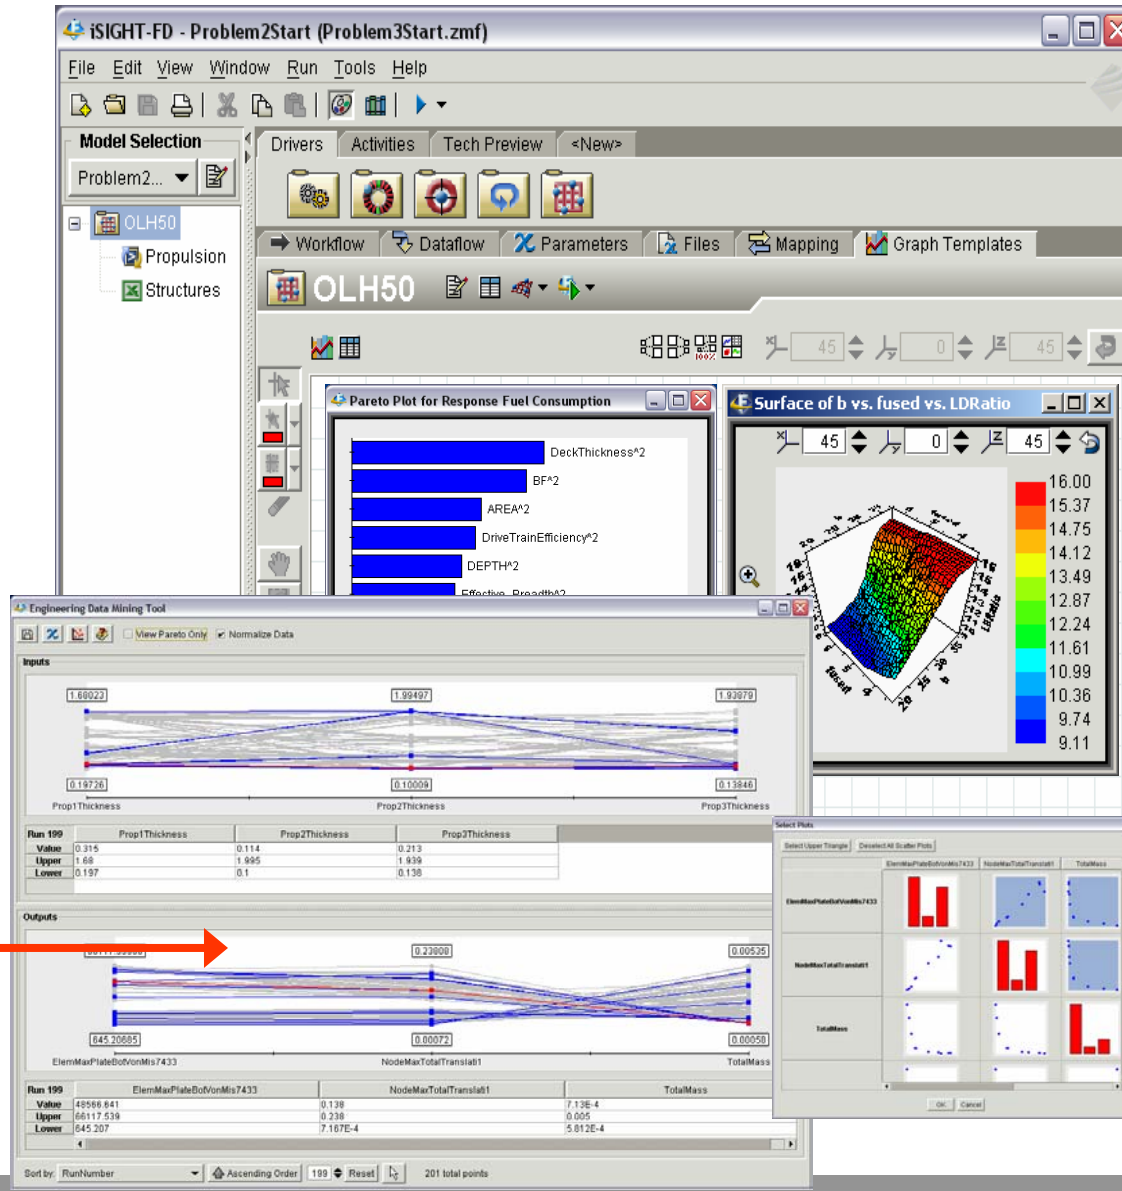 iSIGHT-FD - Problem2Start (Problem3Start.zmf)
File Edit View Window Run Tools Help
Model Selection
Drivers Activities Tech Preview <New>
Problem2...
OLH50
Propulsion
Structures
Workflow Dataflow Parameters Files Mapping Graph Templates
OLH50
45 0 45
Pareto Plot for Response Fuel Consumption
DeckThickness^2
BF^2
AREA^2
DriveTrainEfficiency^2
DEPTH^2
Effective_Breadth^2
Surface of b vs. fused vs. LDRatio
45 0 45
16.00
15.37
14.75
14.12
13.49
12.87
12.24
11.61
10.99
10.36
9.74
9.11
LDRatio
fused
b
Engineering Data Mining Tool
View Pareto Only Normalize Data
Inputs
1.68023 1.99497 1.93879
0.19726 0.10009 0.13846
Prop1Thickness Prop2Thickness Prop3Thickness
Run 199 Prop1Thickness Prop2Thickness Prop3Thickness
Value 0.315 0.114 0.213
Upper 1.68 1.995 1.939
Lower 0.197 0.1 0.138
Outputs
0.23808 0.00535
645.20685 0.00072 0.00058
ElemMaxPlateBotVonMis7433 NodeMaxTotalTranslati1 TotalMass
Run 199 ElemMaxPlateBotVonMis7433 NodeMaxTotalTranslati1 TotalMass
Value 48566.641 0.138 7.13E-4
Upper 66117.539 0.238 0.005
Lower 645.207 7.187E-4 5.812E-4
Sort by: RunNumber Ascending Order 199 Reset 201 total points
Select Plots
Select Upper Triangle Deselect All Scatter Plots
ElemMaxPlateBotVonMis7433 NodeMaxTotalTranslati1 TotalMass
ElemMaxPlateBotVonMis7433
NodeMaxTotalTranslati1
TotalMass
OK Cancel